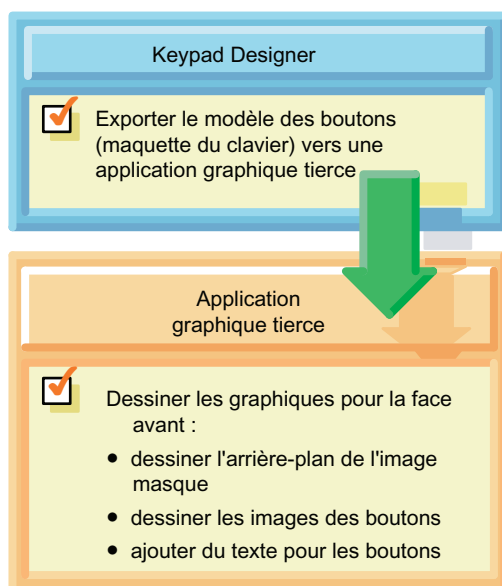 Keypad Designer
Exporter le modèle des boutons
(maquette du clavier) vers une
application graphique tierce
Application
graphique tierce
Dessiner les graphiques pour la face
avant :
• dessiner l'arrière-plan de l'image
masque
• dessiner les images des boutons
• ajouter du texte pour les boutons